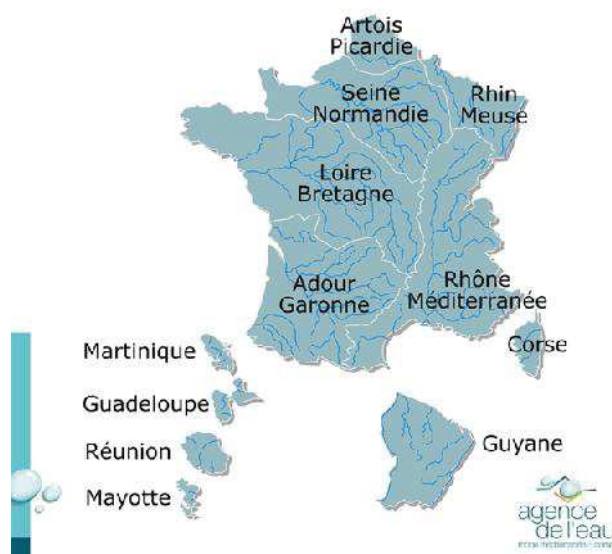 Artois
Picardie
Seine
Normandie
Rhin
Meuse
Loire
Bretagne
Adour
Garonne
Rhône
Méditerranée
Corse
Martinique
Guadeloupe
Réunion
Mayotte
Guyane
agence
de l'eau